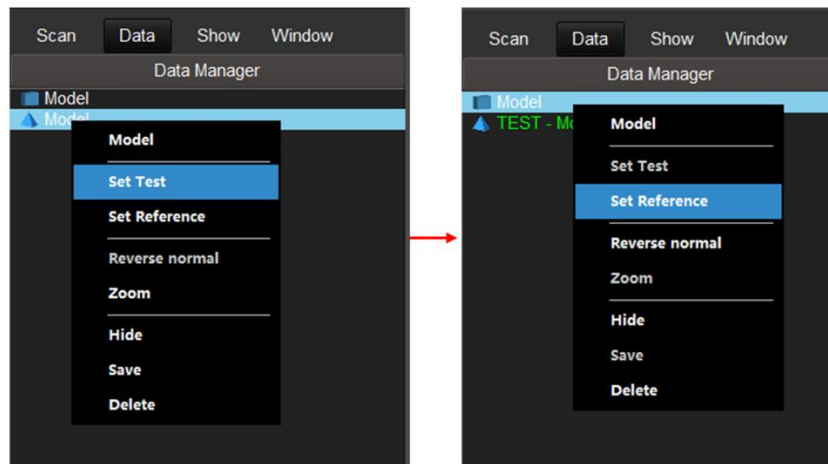 Scan Data Show Window
Data Manager
Model
Model
Model
Set Test
Set Reference
Reverse normal
Zoom
Hide
Save
Delete
Scan Data Show Window
Data Manager
Model
TEST - Mo
Model
Set Test
Set Reference
Reverse normal
Zoom
Hide
Save
Delete